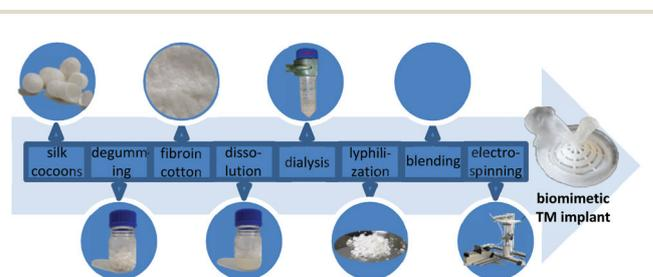 silk
cocoons
degumm-
ing
fibroin
cotton
disso-
lution
dialysis
lyphili-
zation
blending
electro-
spinning
biomimetic
TM implant